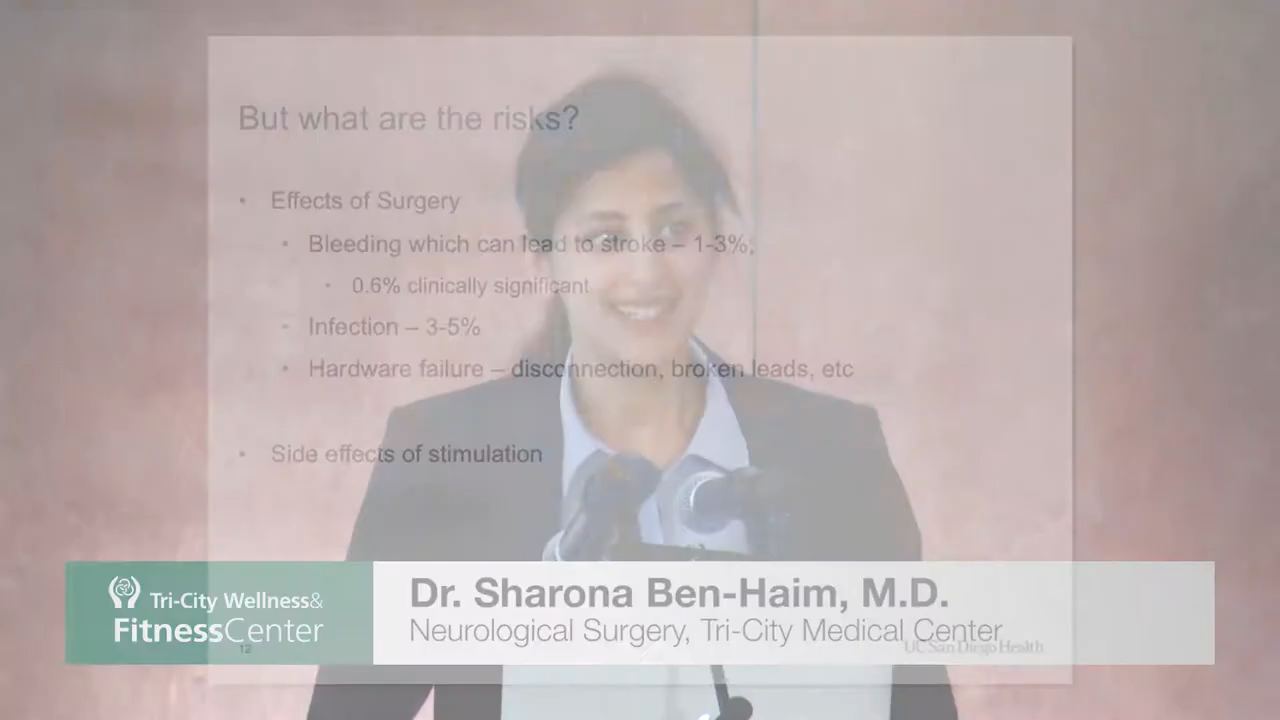 But what are the risks?
• Effects of Surgery
• Bleeding which can lead to stroke – 1-3%;
• 0.6% clinically significant
• Infection – 3-5%
• Hardware failure – disconnection, broken leads, etc
• Side effects of stimulation
Tri-City Wellness&
FitnessCenter
Dr. Sharona Ben-Haim, M.D.
Neurological Surgery, Tri-City Medical Center
12
UC San Diego Health